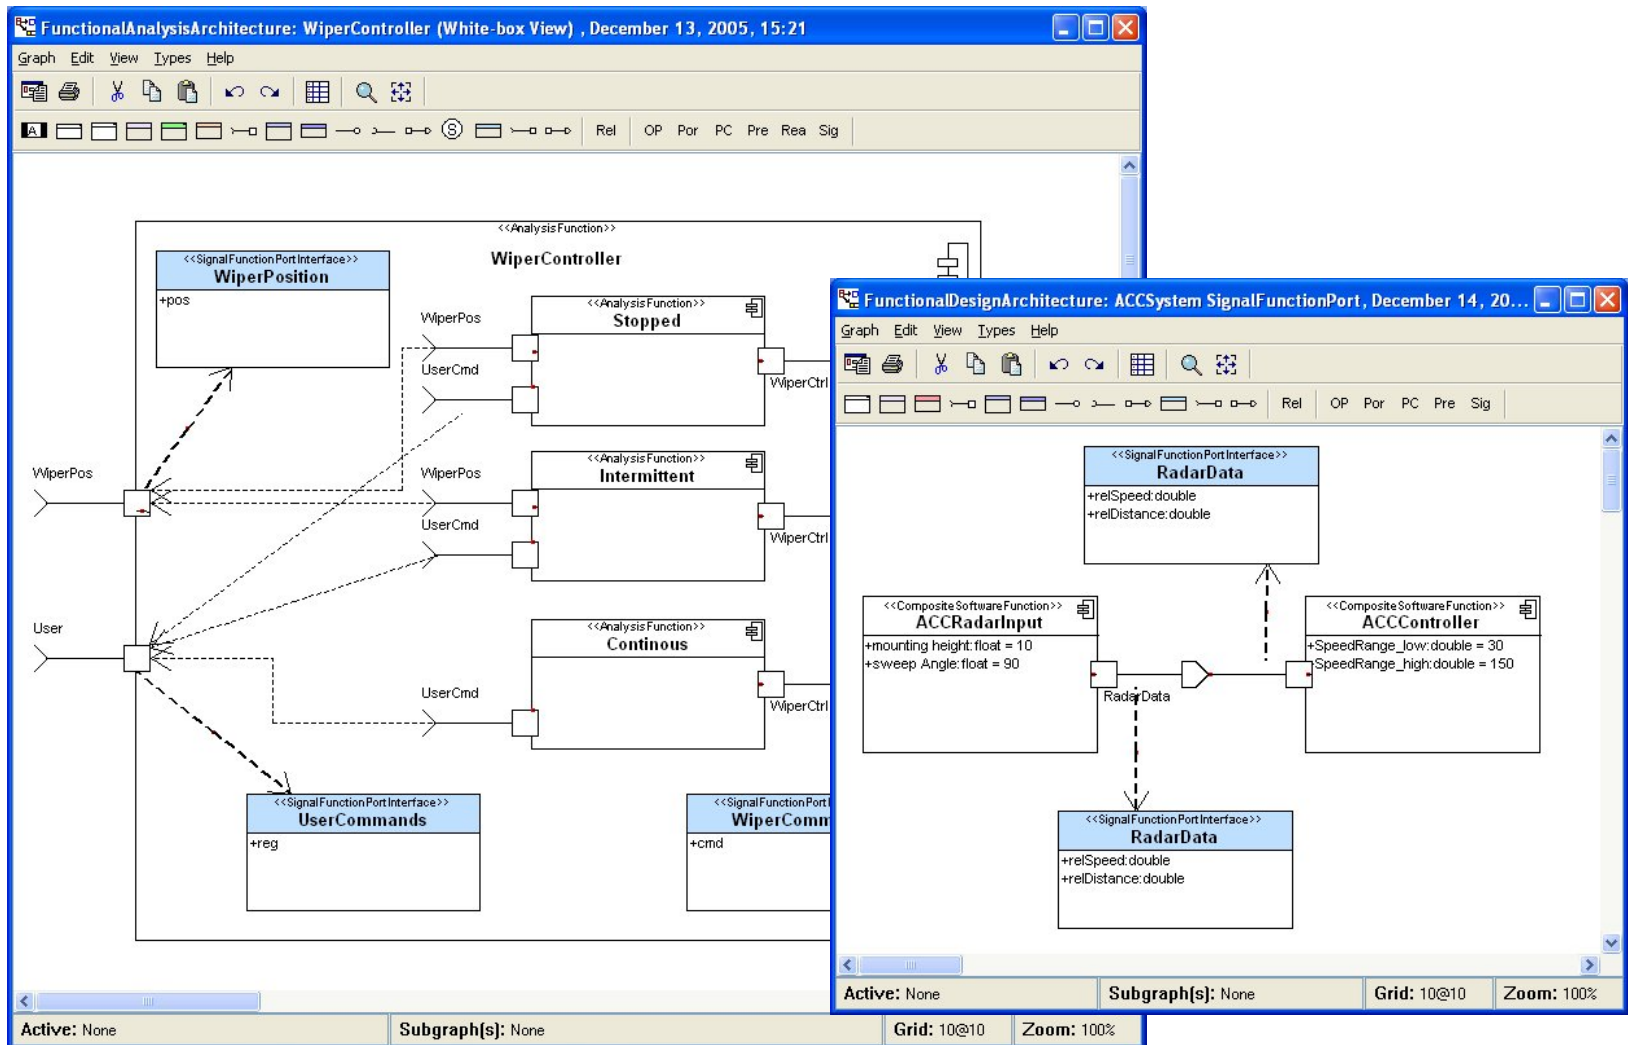 FunctionalAnalysisArchitecture: WiperController (White-box View) , December 13, 2005, 15:21
Graph Edit View Types Help
A S Rel OP Por PC Pre Rea Sig
<<AnalysisFunction>>
WiperController
<<SignalFunctionPortInterface>>
WiperPosition
+pos
<<AnalysisFunction>>
Stopped
WiperPos
UserCmd
WiperCtrl
<<AnalysisFunction>>
Intermittent
WiperPos
WiperPos
UserCmd
WiperCtrl
<<AnalysisFunction>>
Continous
User
UserCmd
WiperCtrl
<<SignalFunctionPortInterface>>
UserCommands
+reg
<<SignalFunctionPort
WiperComm
+cmd
Active: None Subgraph(s): None Grid: 10@10 Zoom: 100%
FunctionalDesignArchitecture: ACCSystem SignalFunctionPort, December 14, 20...
Graph Edit View Types Help
Rel OP Por PC Pre Sig
<<SignalFunctionPortInterface>>
RadarData
+relSpeed:double
+relDistance:double
<<CompositeSoftwareFunction>>
ACCRadarInput
+mounting height:float = 10
+sweep Angle:float = 90
<<CompositeSoftwareFunction>>
ACCController
+SpeedRange_low:double = 30
+SpeedRange_high:double = 150
RadarData
<<SignalFunctionPortInterface>>
RadarData
+relSpeed:double
+relDistance:double
Active: None Subgraph(s): None Grid: 10@10 Zoom: 100%